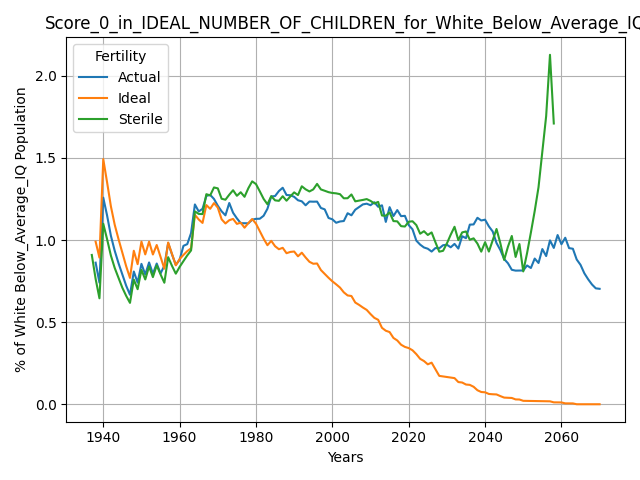 Score_0_in_IDEAL_NUMBER_OF_CHILDREN_for_White_Below_Average_IQ
Fertility
Actual
Ideal
Sterile
% of White Below_Average_IQ Population
2.0
1.5
1.0
0.5
0.0
1940 1960 1980 2000 2020 2040 2060
Years